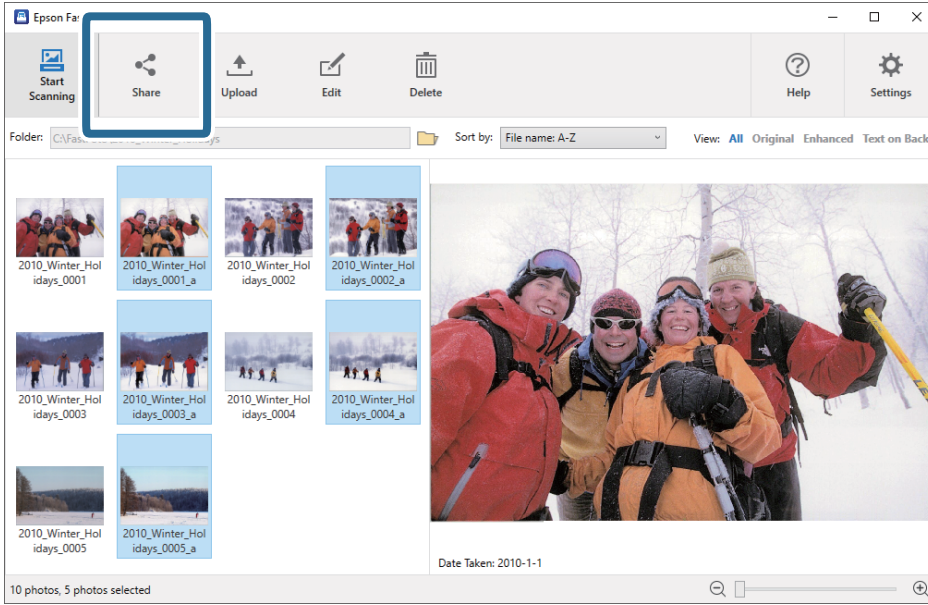 Epson Fas
Start
Scanning
Share
Upload
Edit
Delete
Help
Settings
Folder:
Sort by:
File name: A-Z
View: All Original Enhanced Text on Back
2010_Winter_Hol
idays_0001
2010_Winter_Hol
idays_0001_a
2010_Winter_Hol
idays_0002
2010_Winter_Hol
idays_0002_a
2010_Winter_Hol
idays_0003
2010_Winter_Hol
idays_0003_a
2010_Winter_Hol
idays_0004
2010_Winter_Hol
idays_0004_a
2010_Winter_Hol
idays_0005
2010_Winter_Hol
idays_0005_a
Date Taken: 2010-1-1
10 photos, 5 photos selected